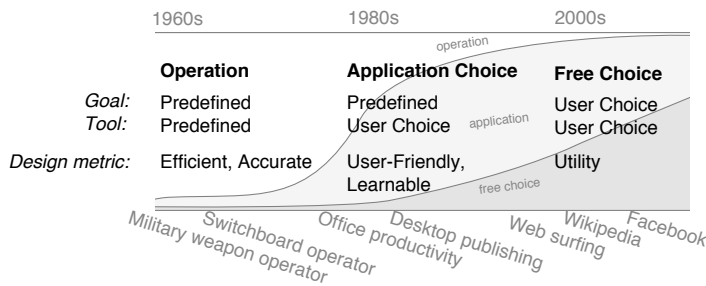 1960s 1980s 2000s
operation
Operation Application Choice Free Choice
Goal: Predefined Predefined User Choice
Tool: Predefined User Choice User Choice
application
Design metric: Efficient, Accurate User-Friendly, Utility
Learnable
free choice
Military weapon operator
Switchboard operator
Office productivity
Desktop publishing
Web surfing
Wikipedia
Facebook